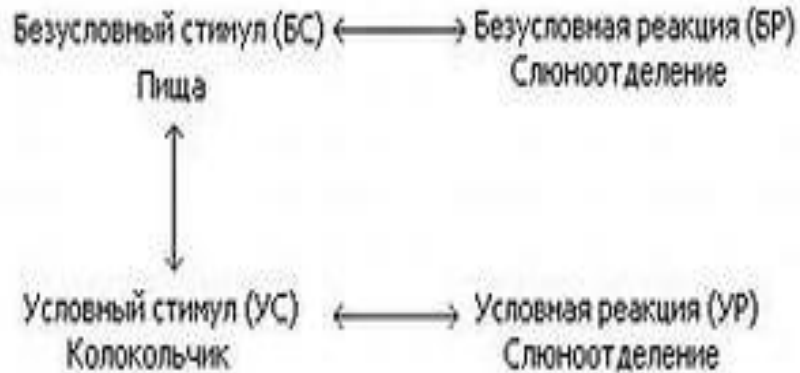 Безусловный стимул (БС) Безусловная реакция (БР)
Пища Слюноотделение
Условный стимул (УС) Условная реакция (УР)
Колокольчик Слюноотделение